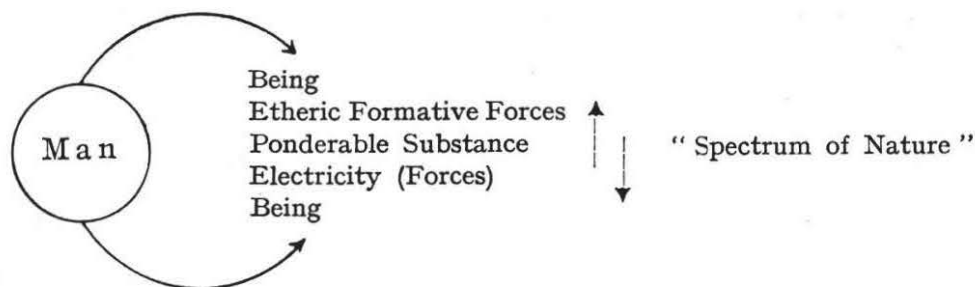 Being
Etheric Formative Forces
Man
Ponderable Substance
"Spectrum of Nature"
Electricity (Forces)
Being